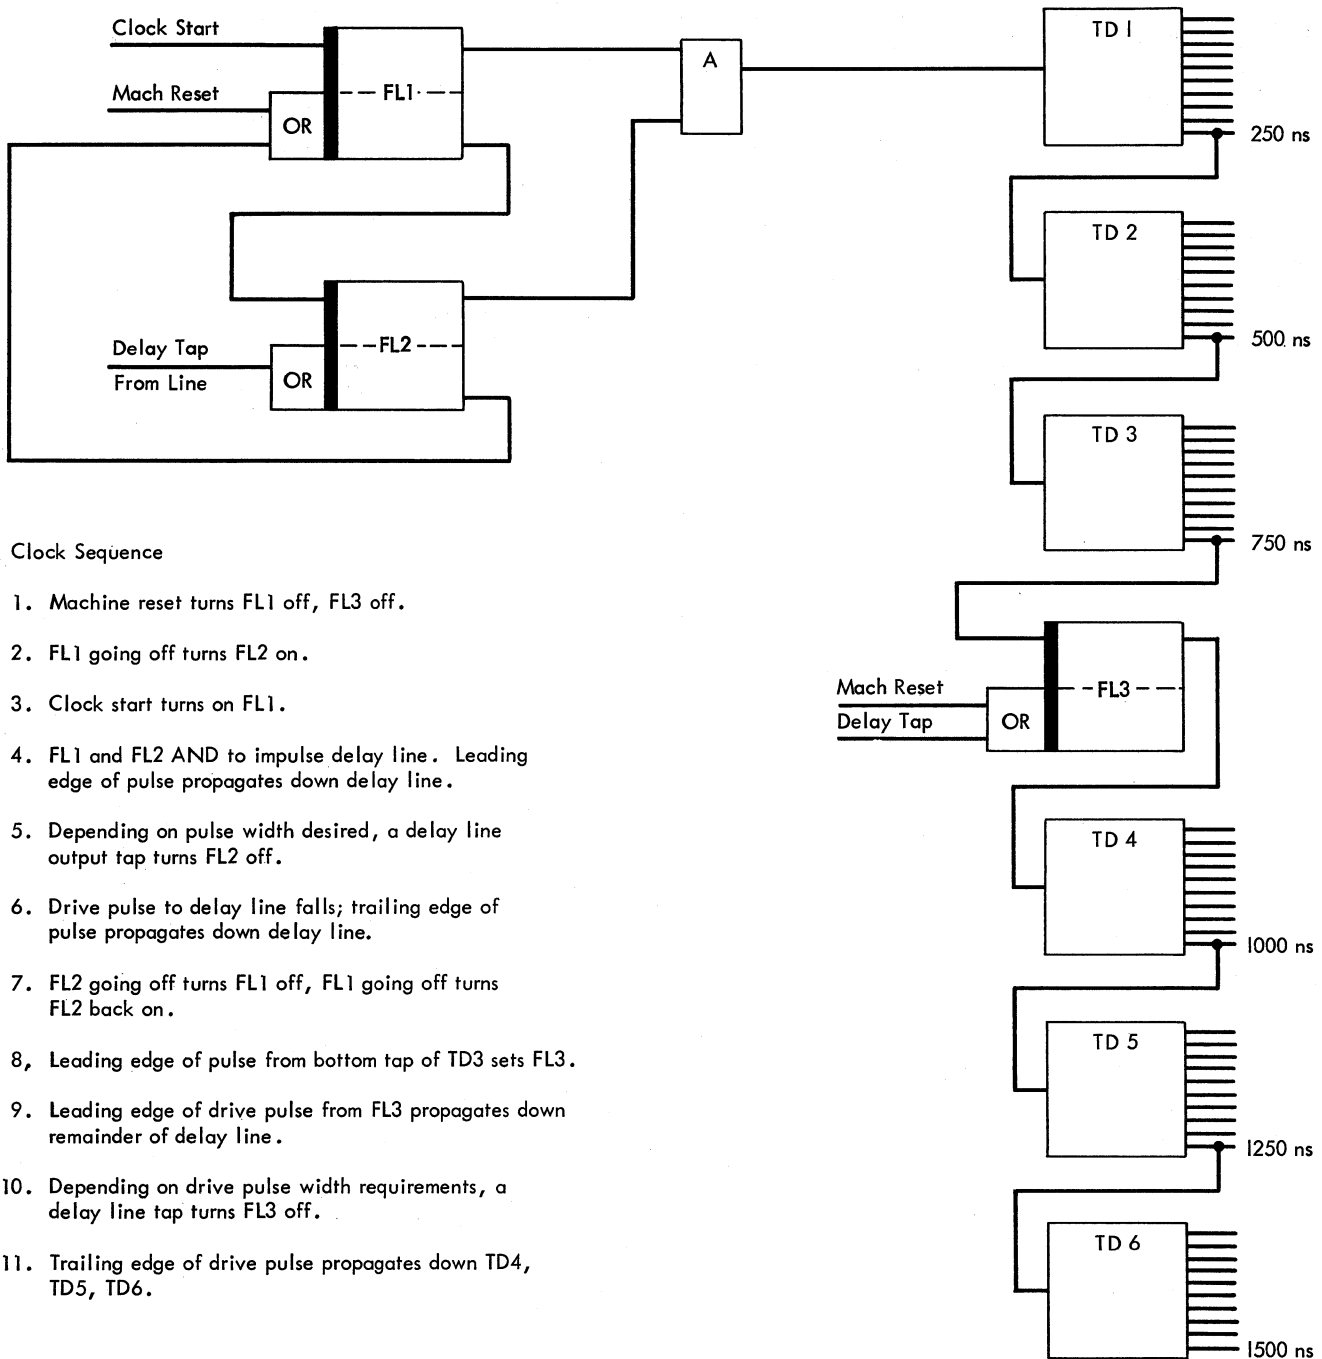 Clock Start
Mach Reset
OR
FL1
A
TD 1
250 ns
TD 2
500 ns
Delay Tap
From Line
OR
FL2
TD 3
750 ns
Mach Reset
Delay Tap
OR
FL3
TD 4
1000 ns
TD 5
1250 ns
TD 6
1500 ns
Clock Sequence
1. Machine reset turns FL1 off, FL3 off.
2. FL1 going off turns FL2 on.
3. Clock start turns on FL1.
4. FL1 and FL2 AND to impulse delay line. Leading
edge of pulse propagates down delay line.
5. Depending on pulse width desired, a delay line
output tap turns FL2 off.
6. Drive pulse to delay line falls; trailing edge of
pulse propagates down delay line.
7. FL2 going off turns FL1 off, FL1 going off turns
FL2 back on.
8, Leading edge of pulse from bottom tap of TD3 sets FL3.
9. Leading edge of drive pulse from FL3 propagates down
remainder of delay line.
10. Depending on drive pulse width requirements, a
delay line tap turns FL3 off.
11. Trailing edge of drive pulse propagates down TD4,
TD5, TD6.